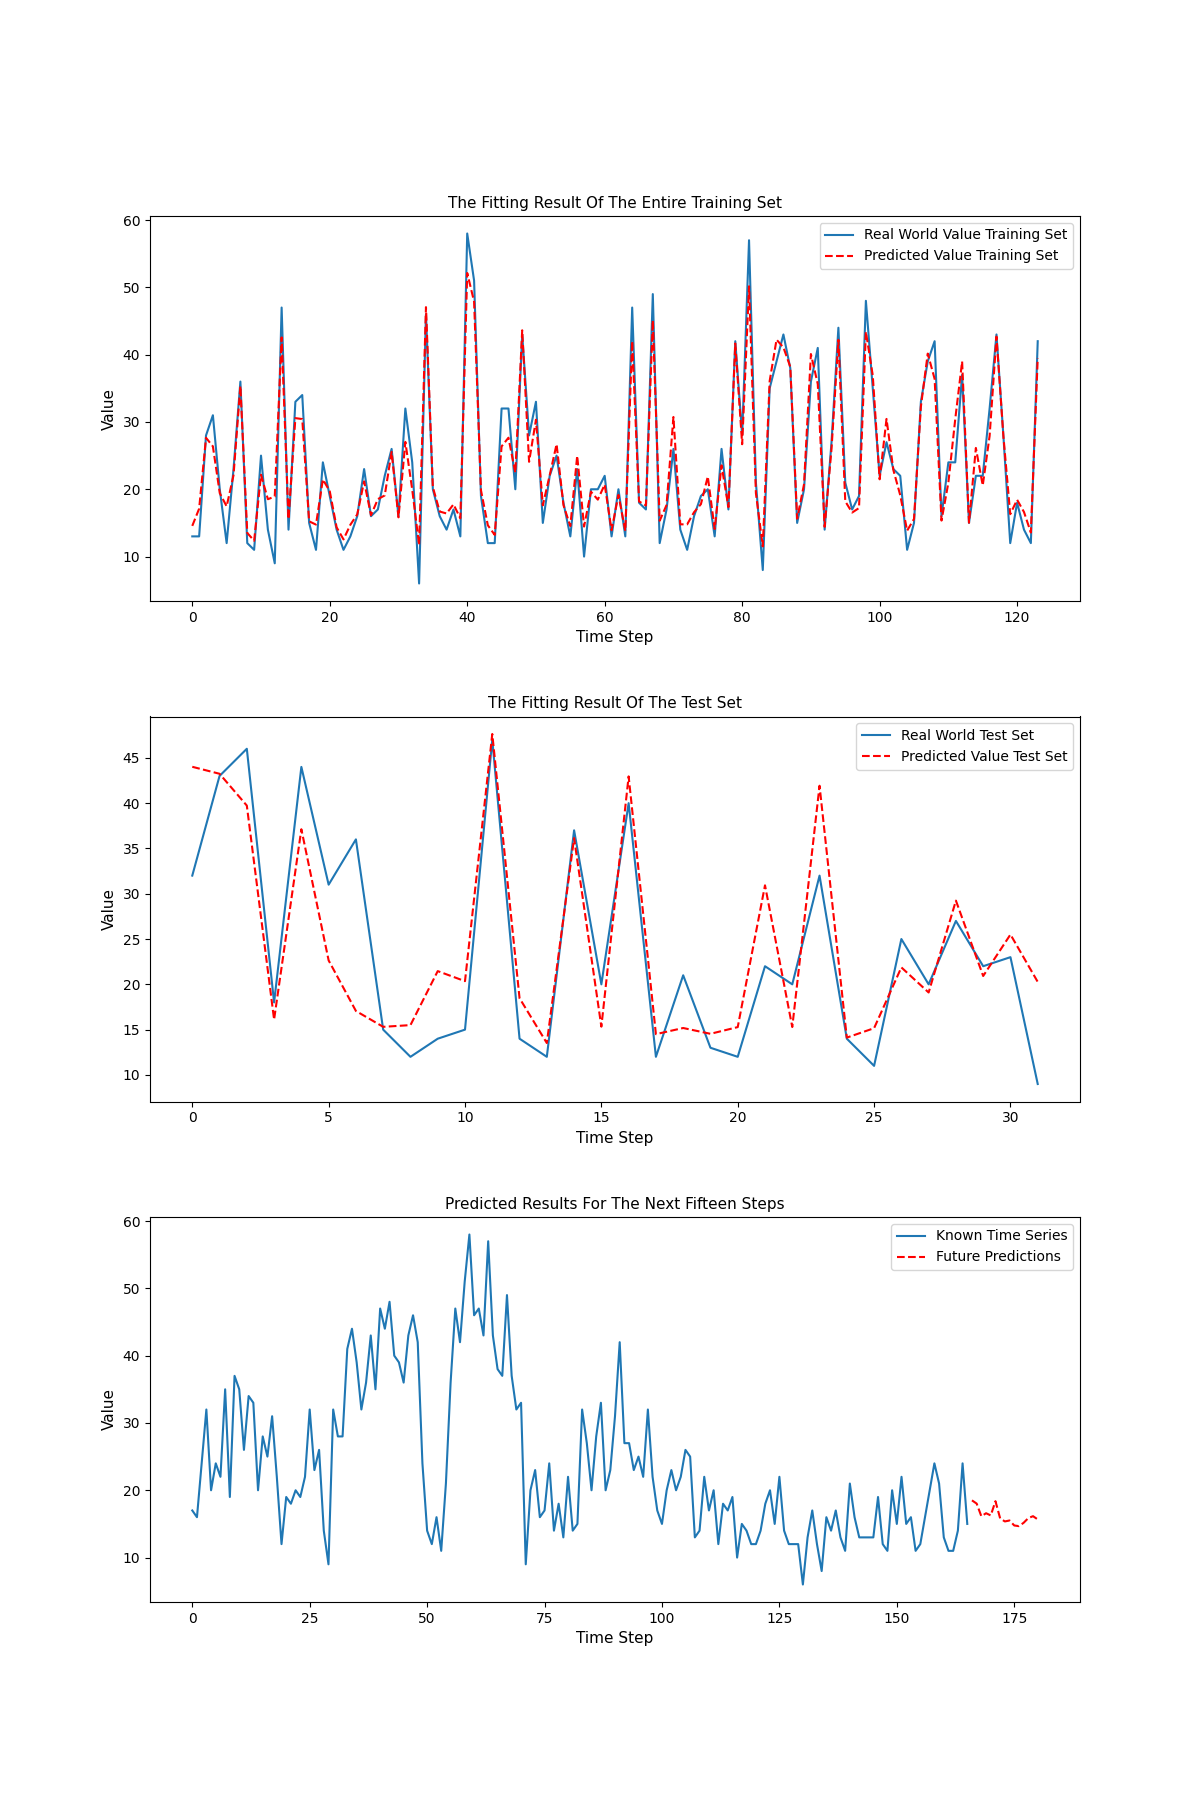 The Fitting Result Of The Entire Training Set
60
50
40
30
20
10
Value
Real World Value Training Set
Predicted Value Training Set
0 20 40 60 80 100 120
Time Step
The Fitting Result Of The Test Set
45
40
35
30
25
20
15
10
Value
Real World Test Set
Predicted Value Test Set
0 5 10 15 20 25 30
Time Step
Predicted Results For The Next Fifteen Steps
60
50
40
30
20
10
Value
Known Time Series
Future Predictions
0 25 50 75 100 125 150 175
Time Step